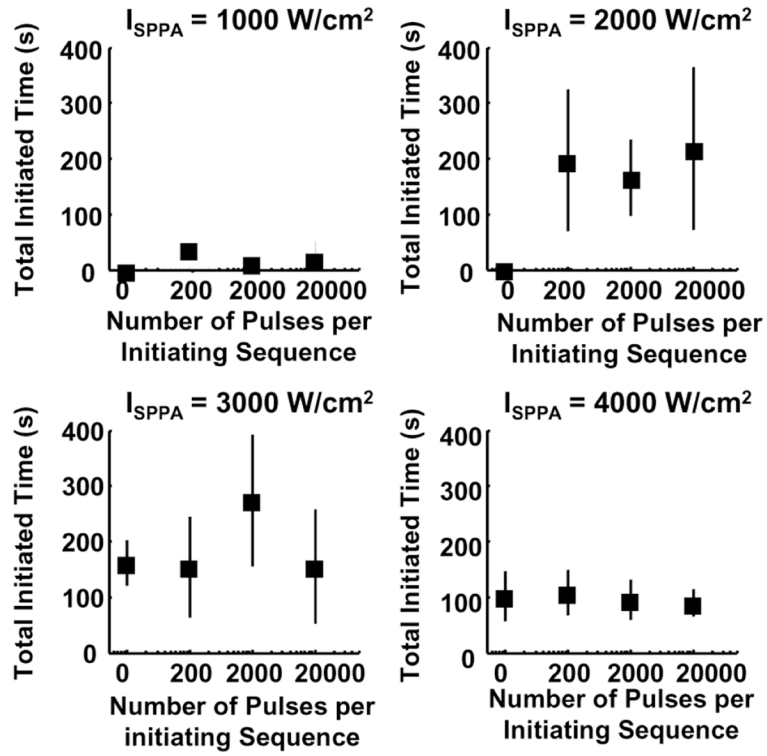 I_SPPA = 1000 W/cm²
Total Initiated Time (s)
400
300
200
100
0
0 200 2000 20000
Number of Pulses per
Initiating Sequence
I_SPPA = 2000 W/cm²
Total Initiated Time (s)
400
300
200
100
0
0 200 2000 20000
Number of Pulses per
Initiating Sequence
I_SPPA = 3000 W/cm²
Total Initiated Time (s)
400
300
200
100
0
0 200 2000 20000
Number of Pulses per
initiating Sequence
I_SPPA = 4000 W/cm²
Total Initiated Time (s)
400
300
200
100
0
0 200 2000 20000
Number of Pulses per
Initiating Sequence